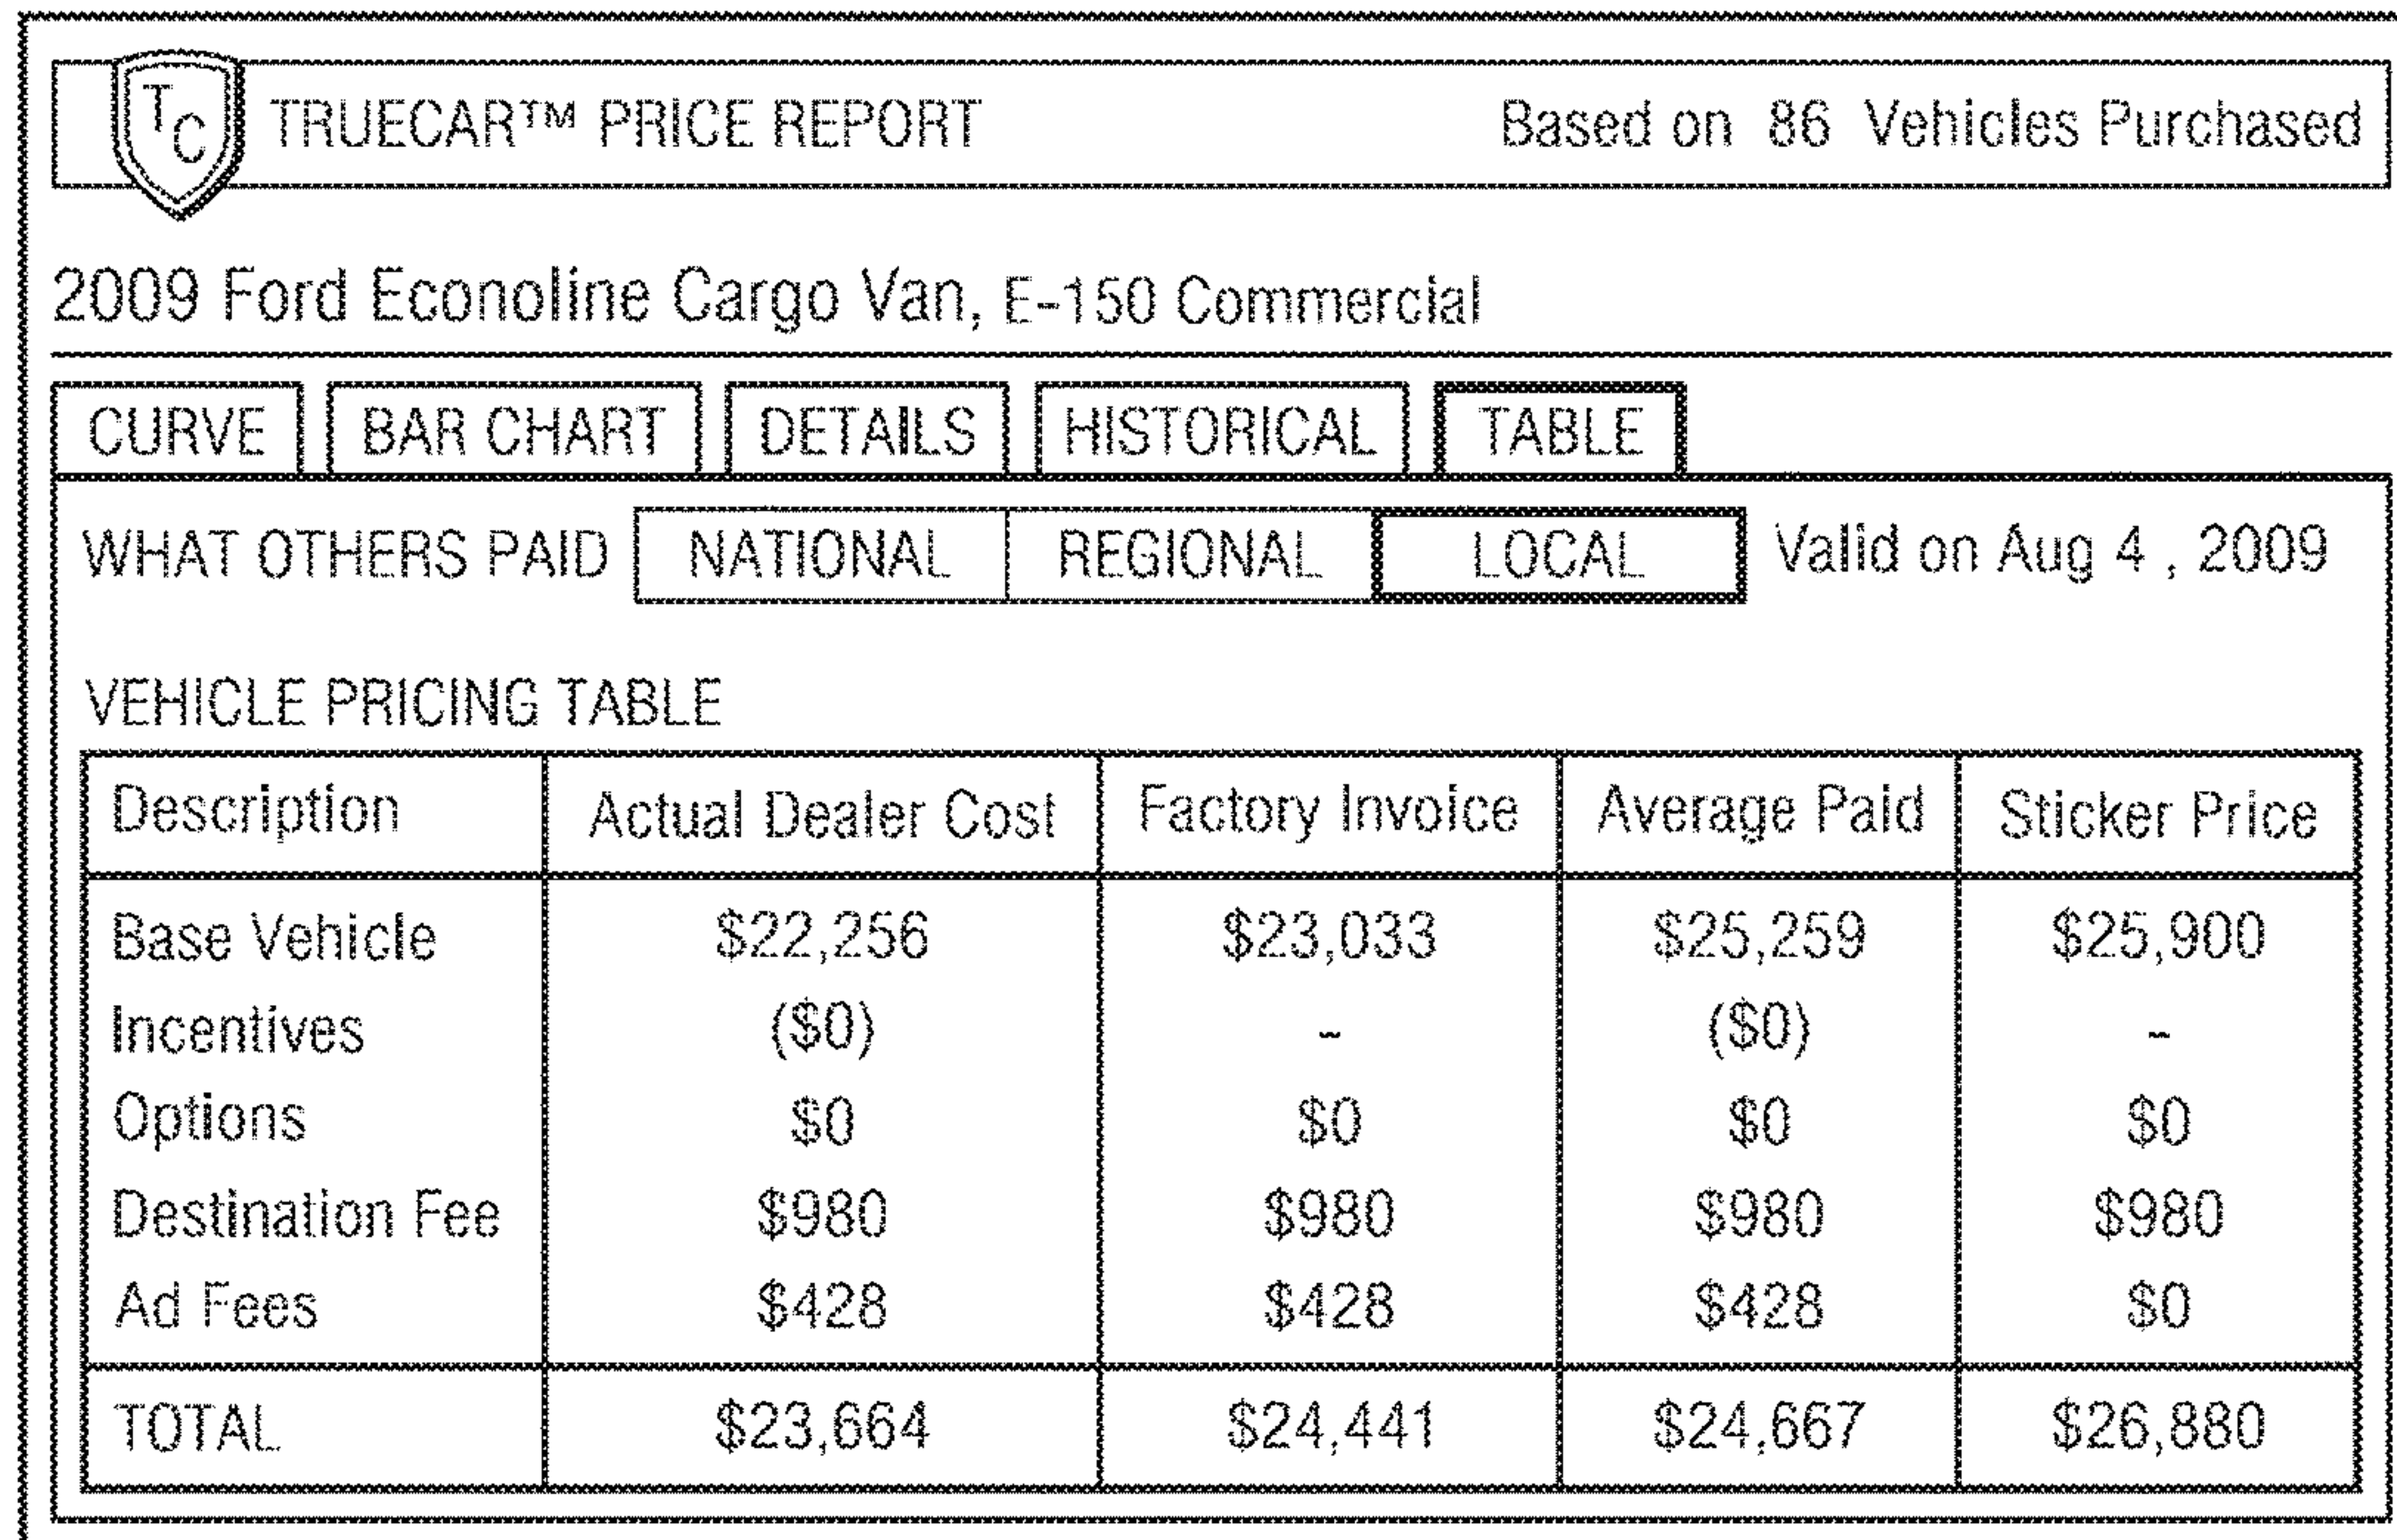 TC TRUECAR™ PRICE REPORT Based on 86 Vehicles Purchased
2009 Ford Econoline Cargo Van, E-150 Commercial
CURVE BAR CHART DETAILS HISTORICAL TABLE
WHAT OTHERS PAID NATIONAL REGIONAL LOCAL Valid on Aug 4 , 2009
VEHICLE PRICING TABLE
Description Actual Dealer Cost Factory Invoice Average Paid Sticker Price
Base Vehicle $22,256 $23,033 $25,259 $25,900
Incentives ($0) - ($0) -
Options $0 $0 $0 $0
Destination Fee $980 $980 $980 $980
Ad Fees $428 $428 $428 $0
TOTAL $23,664 $24,441 $24,667 $26,880